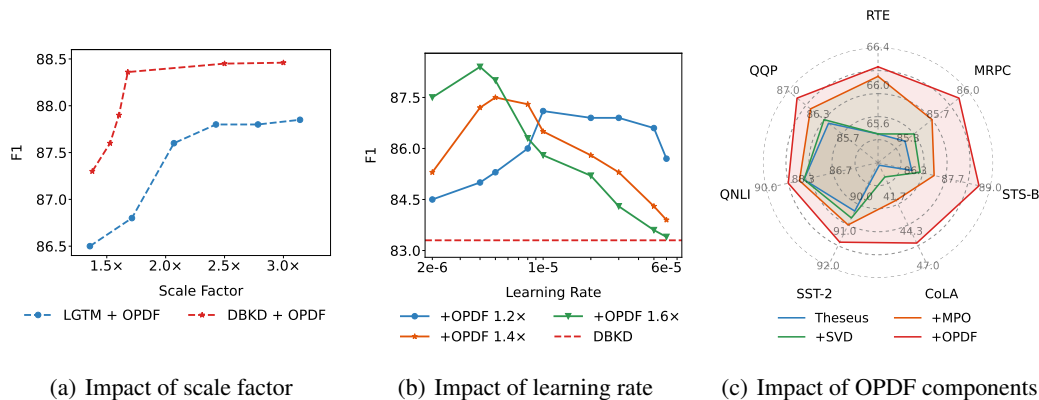 88.5
88.0
87.5
87.0
86.5
F1
1.5× 2.0× 2.5× 3.0×
Scale Factor
LGTM + OPDF DBKD + OPDF
(a) Impact of scale factor
87.5
86.0
84.5
83.0
F1
2e-6 1e-5 6e-5
Learning Rate
+OPDF 1.2× +OPDF 1.6×
+OPDF 1.4× DBKD
(b) Impact of learning rate
RTE
66.4
QQP MRPC
87.0 66.0 86.0
86.3 65.6 85.7
85.7 85.3
86.7 86.3
QNLI 90.0 88.3 87.7 89.0 STS-B
90.0 41.7
91.0 44.3
92.0 47.0
SST-2 CoLA
Theseus +MPO
+SVD +OPDF
(c) Impact of OPDF components